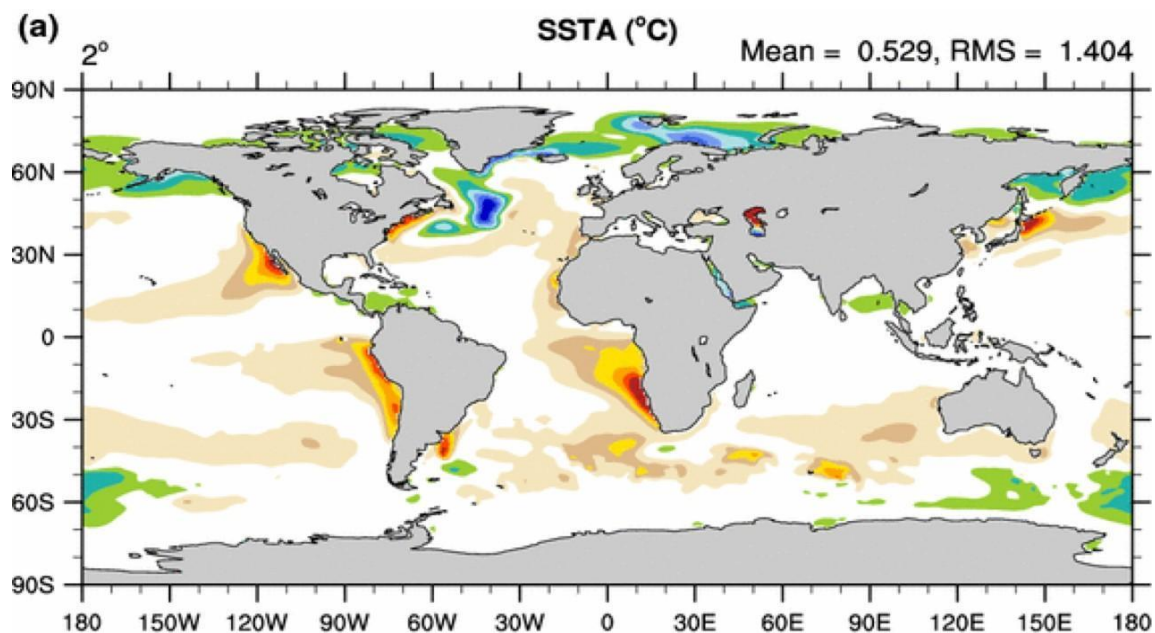 (a)
SSTA (°C)
2°
Mean = 0.529, RMS = 1.404
90N
60N
30N
0
30S
60S
90S
180 150W 120W 90W 60W 30W 0 30E 60E 90E 120E 150E 180